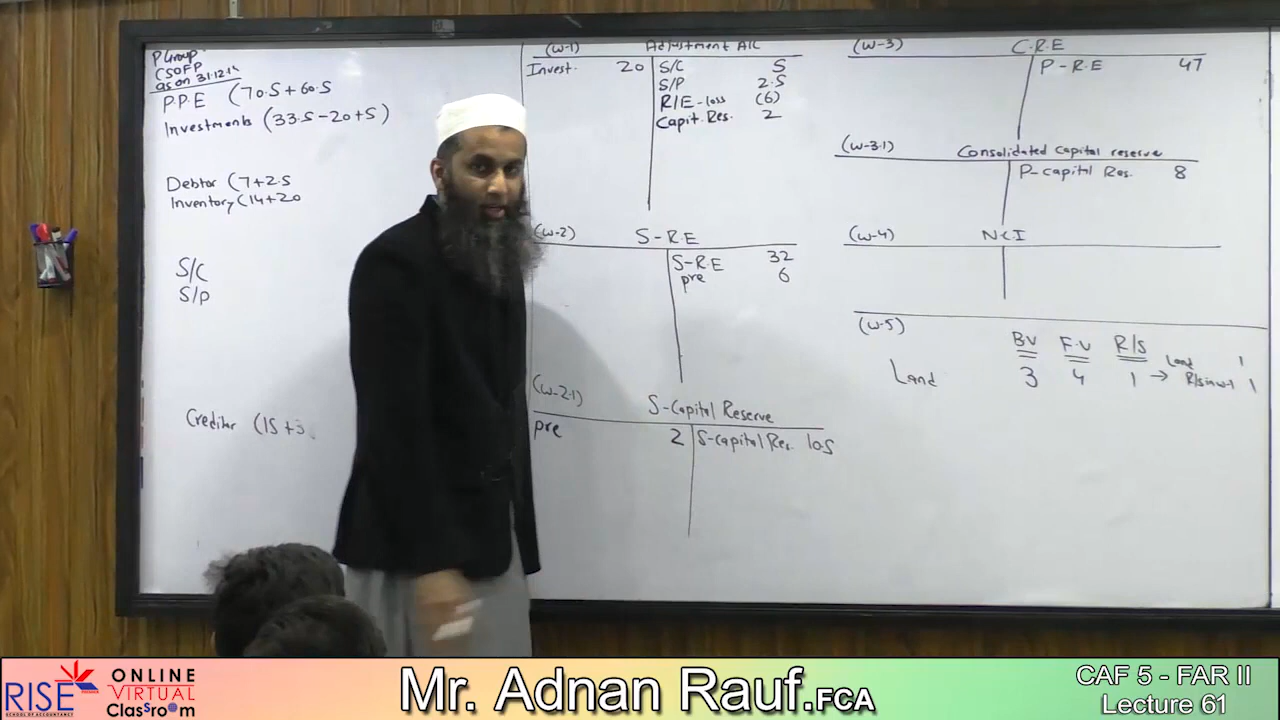 P Group
CSOFP
as on 31.12.14
P.P.E (70.5+60.5
Investments (33.5-20+5)
Debtor (7+2.5
Inventory (14+20
S/C
S/P
Creditor (15+3
(W-1) Adjustment A/C
Invest. 20 S/C 5
S/P 2.5
R/E-loss (6)
Capit. Res. 2
(W-2) S-R.E
S-R.E 32
pre 6
(W-2.1) S-Capital Reserve
pre 2 S-capital Res. 10.5
(W-3) C.R.E
P-R.E 47
(W-3.1) Consolidated Capital reserve
P-capital Res. 8
(W-4) NCI
(W-5)
BV F.V R/S
Land 3 4 1 → Land 1
R/S in W-1 1
RISE
SCHOOL OF ACCOUNTANCY
ONLINE
VIRTUAL
Classroom
Mr. Adnan Rauf.FCA
CAF 5 - FAR II
Lecture 61